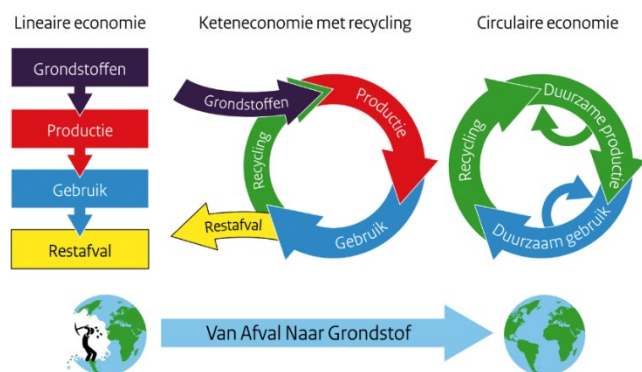 Lineaire economie
Grondstoffen
Productie
Gebruik
Restafval
Keteneconomie met recycling
Grondstoffen
Productie
Gebruik
Restafval
Recycling
Circulaire economie
Duurzame productie
Duurzaam gebruik
Recycling
Van Afval Naar Grondstof